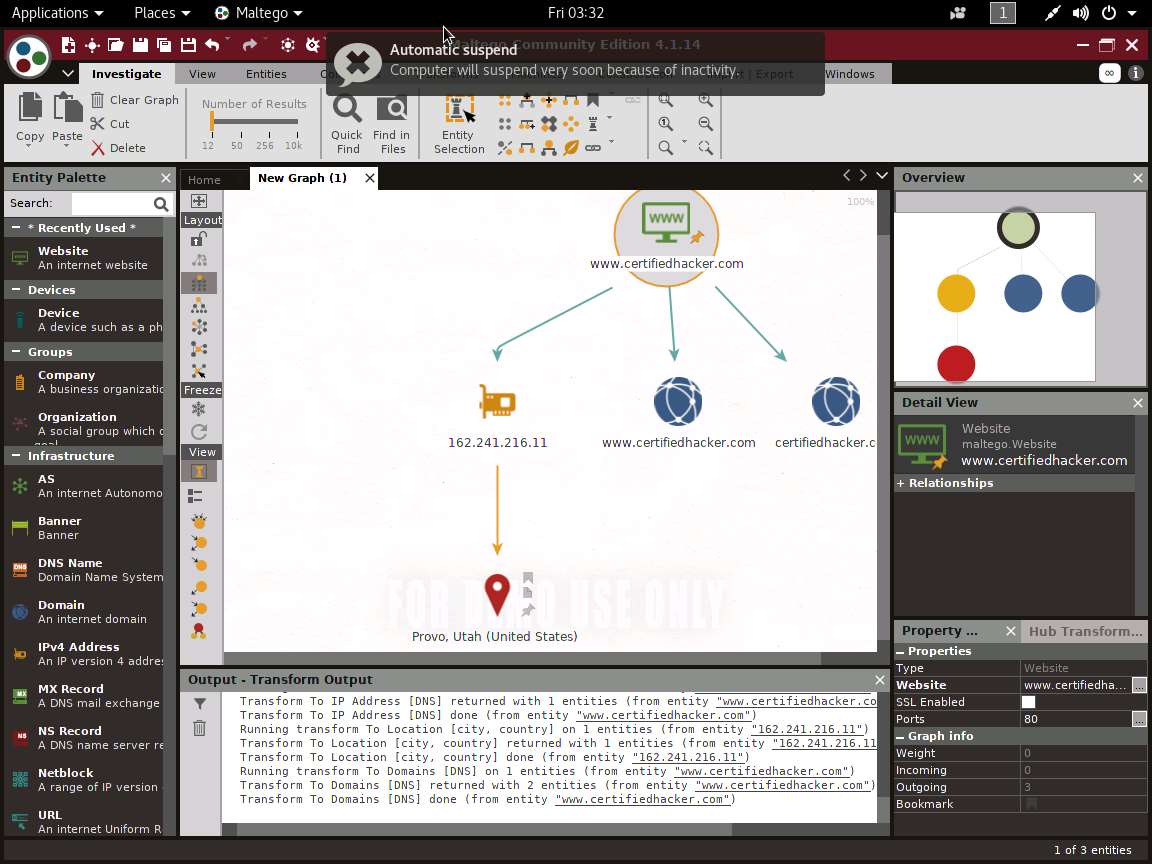 Applications
Places
Maltego
Fri 03:32
1
Maltego Community Edition 4.1.14
Automatic suspend
Computer will suspend very soon because of inactivity.
Investigate
View
Entities
Import | Export
Windows
Copy
Paste
Clear Graph
Cut
Delete
Number of Results
12 50 256 10k
Quick
Find
Find in
Files
Entity
Selection
Entity Palette
Search:
* Recently Used *
Website
An internet website
Devices
Device
A device such as a ph
Groups
Company
A business organizatio
Organization
A social group which o
goal
Infrastructure
AS
An internet Autonomo
Banner
Banner
DNS Name
Domain Name System
Domain
An internet domain
IPv4 Address
An IP version 4 addres
MX Record
A DNS mail exchange
NS Record
A DNS name server re
Netblock
A range of IP version
URL
An internet Uniform R
Home
New Graph (1)
Layout
Freeze
View
100%
WWW
www.certifiedhacker.com
162.241.216.11
www.certifiedhacker.com
certifiedhacker.c
FOR DEMO USE ONLY
Provo, Utah (United States)
Output - Transform Output
Transform To IP Address [DNS] returned with 1 entities (from entity "www.certifiedhacker.co
Transform To IP Address [DNS] done (from entity "www.certifiedhacker.com")
Running transform To Location [city, country] on 1 entities (from entity "162.241.216.11")
Transform To Location [city, country] returned with 1 entities (from entity "162.241.216.11
Transform To Location [city, country] done (from entity "162.241.216.11")
Running transform To Domains [DNS] on 1 entities (from entity "www.certifiedhacker.com")
Transform To Domains [DNS] returned with 2 entities (from entity "www.certifiedhacker.com")
Transform To Domains [DNS] done (from entity "www.certifiedhacker.com")
Overview
Detail View
WWW
Website
maltego.Website
www.certifiedhacker.com
+ Relationships
Property ...
Hub Transform...
Properties
Type Website
Website www.certifiedha... ...
SSL Enabled
Ports 80 ...
Graph info
Weight 0
Incoming 0
Outgoing 3
Bookmark
1 of 3 entities